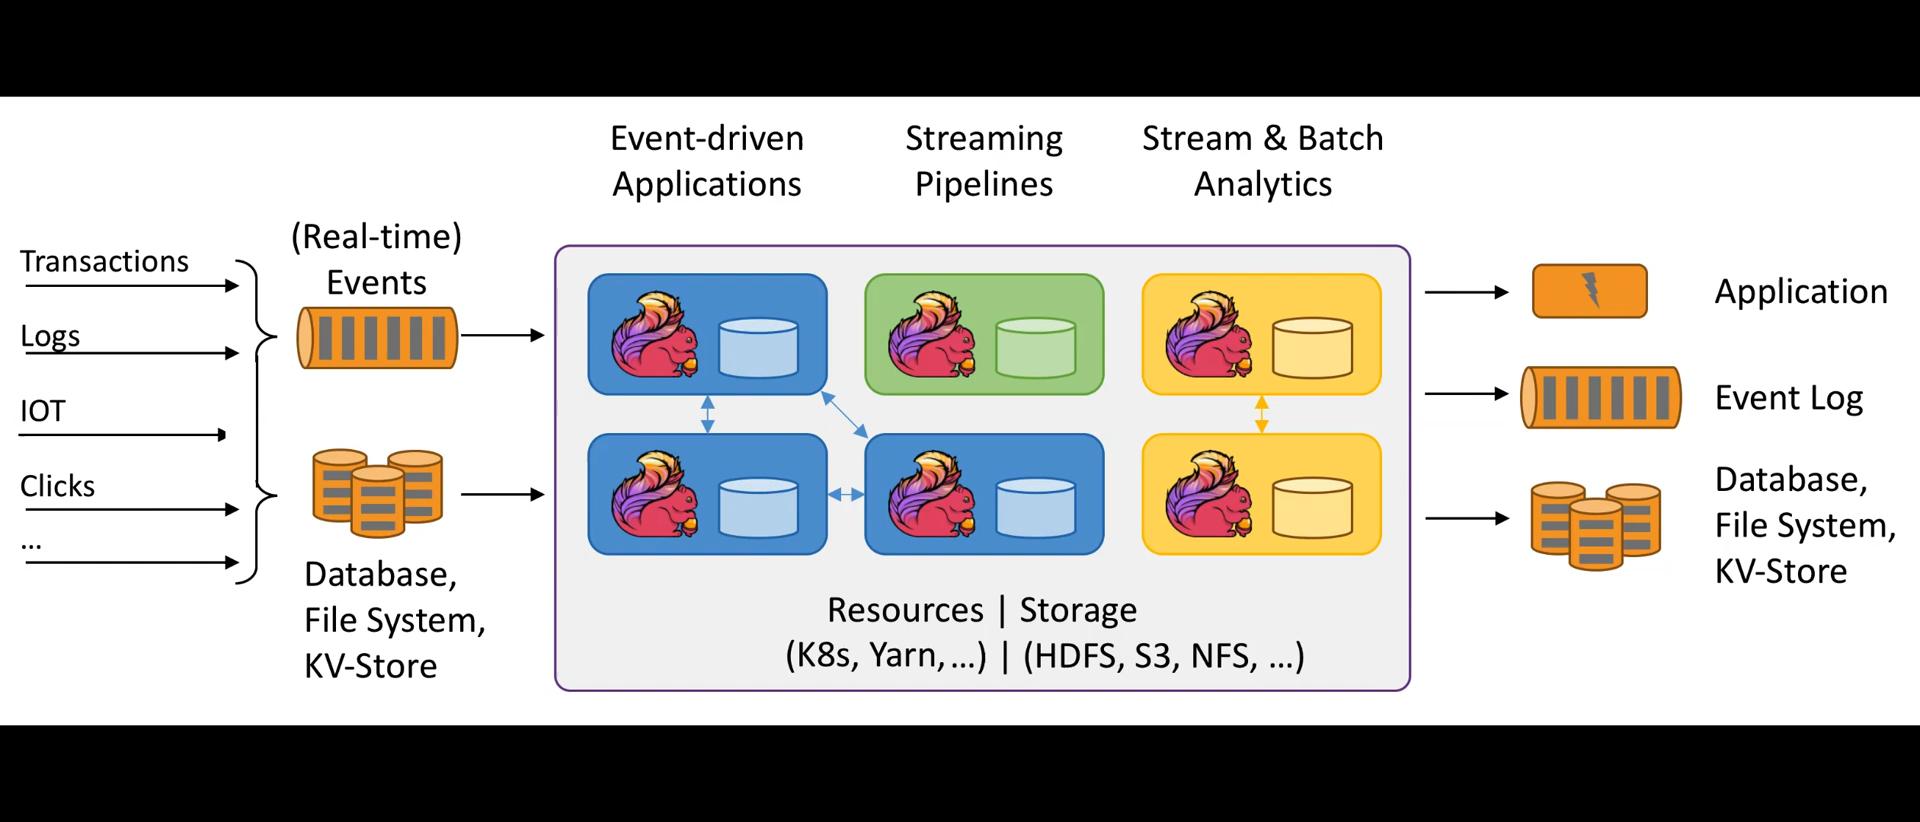 Event-driven
Applications
Streaming
Pipelines
Stream & Batch
Analytics
Transactions
Logs
IOT
Clicks
...
(Real-time)
Events
Database,
File System,
KV-Store
Resources | Storage
(K8s, Yarn, ...) | (HDFS, S3, NFS, ...)
Application
Event Log
Database,
File System,
KV-Store